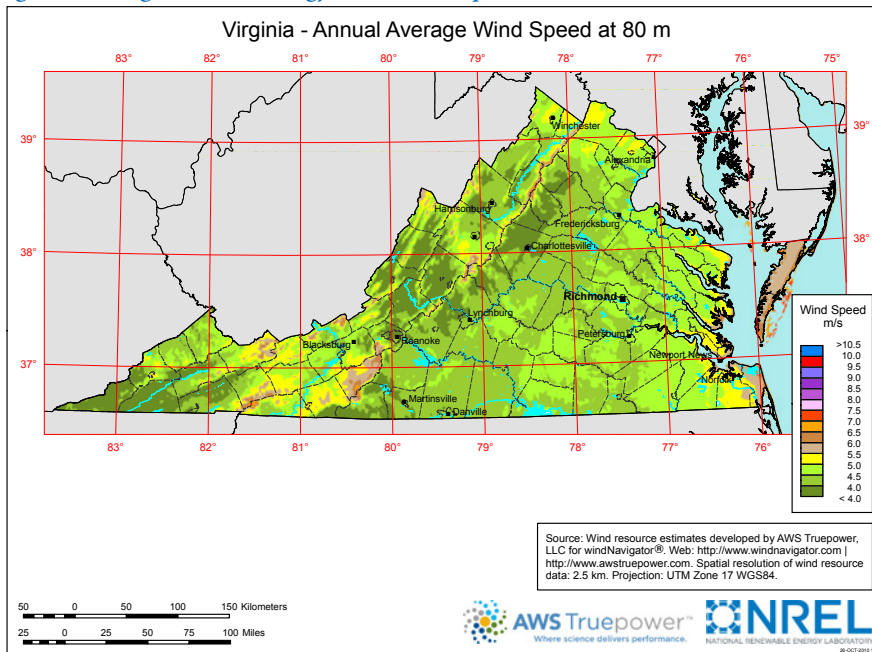 Virginia - Annual Average Wind Speed at 80 m
83°
82°
81°
80°
79°
78°
77°
76°
75°
39°
39°
38°
38°
37°
37°
Winchester
Alexandria
Harrisonburg
Fredericksburg
Charlottesville
Richmond
Lynchburg
Petersburg
Blacksburg
Roanoke
Newport News
Norfolk
Martinsville
Danville
83°
82°
81°
80°
79°
78°
77°
76°
Wind Speed
m/s
>10.5
10.0
9.5
9.0
8.5
8.0
7.5
7.0
6.5
6.0
5.5
5.0
4.5
4.0
< 4.0
Source: Wind resource estimates developed by AWS Truepower,
LLC for windNavigator®. Web: http://www.windnavigator.com |
http://www.awstruepower.com. Spatial resolution of wind resource
data: 2.5 km. Projection: UTM Zone 17 WGS84.
50 0 50 100 150 Kilometers
25 0 25 50 75 100 Miles
AWS Truepower™
Where science delivers performance.
NREL
NATIONAL RENEWABLE ENERGY LABORATORY